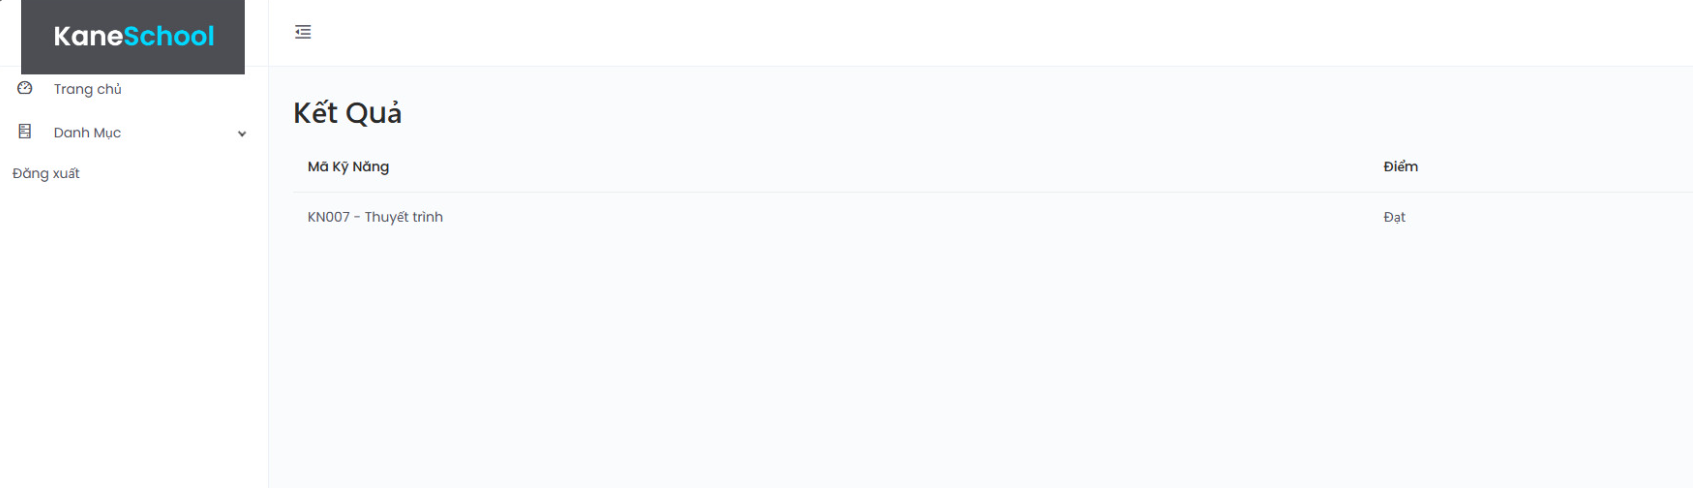 KaneSchool
Trang chủ
Danh Mục
Đăng xuất
Kết Quả
Mã Kỹ Năng Điểm
KN007 - Thuyết trình Đạt